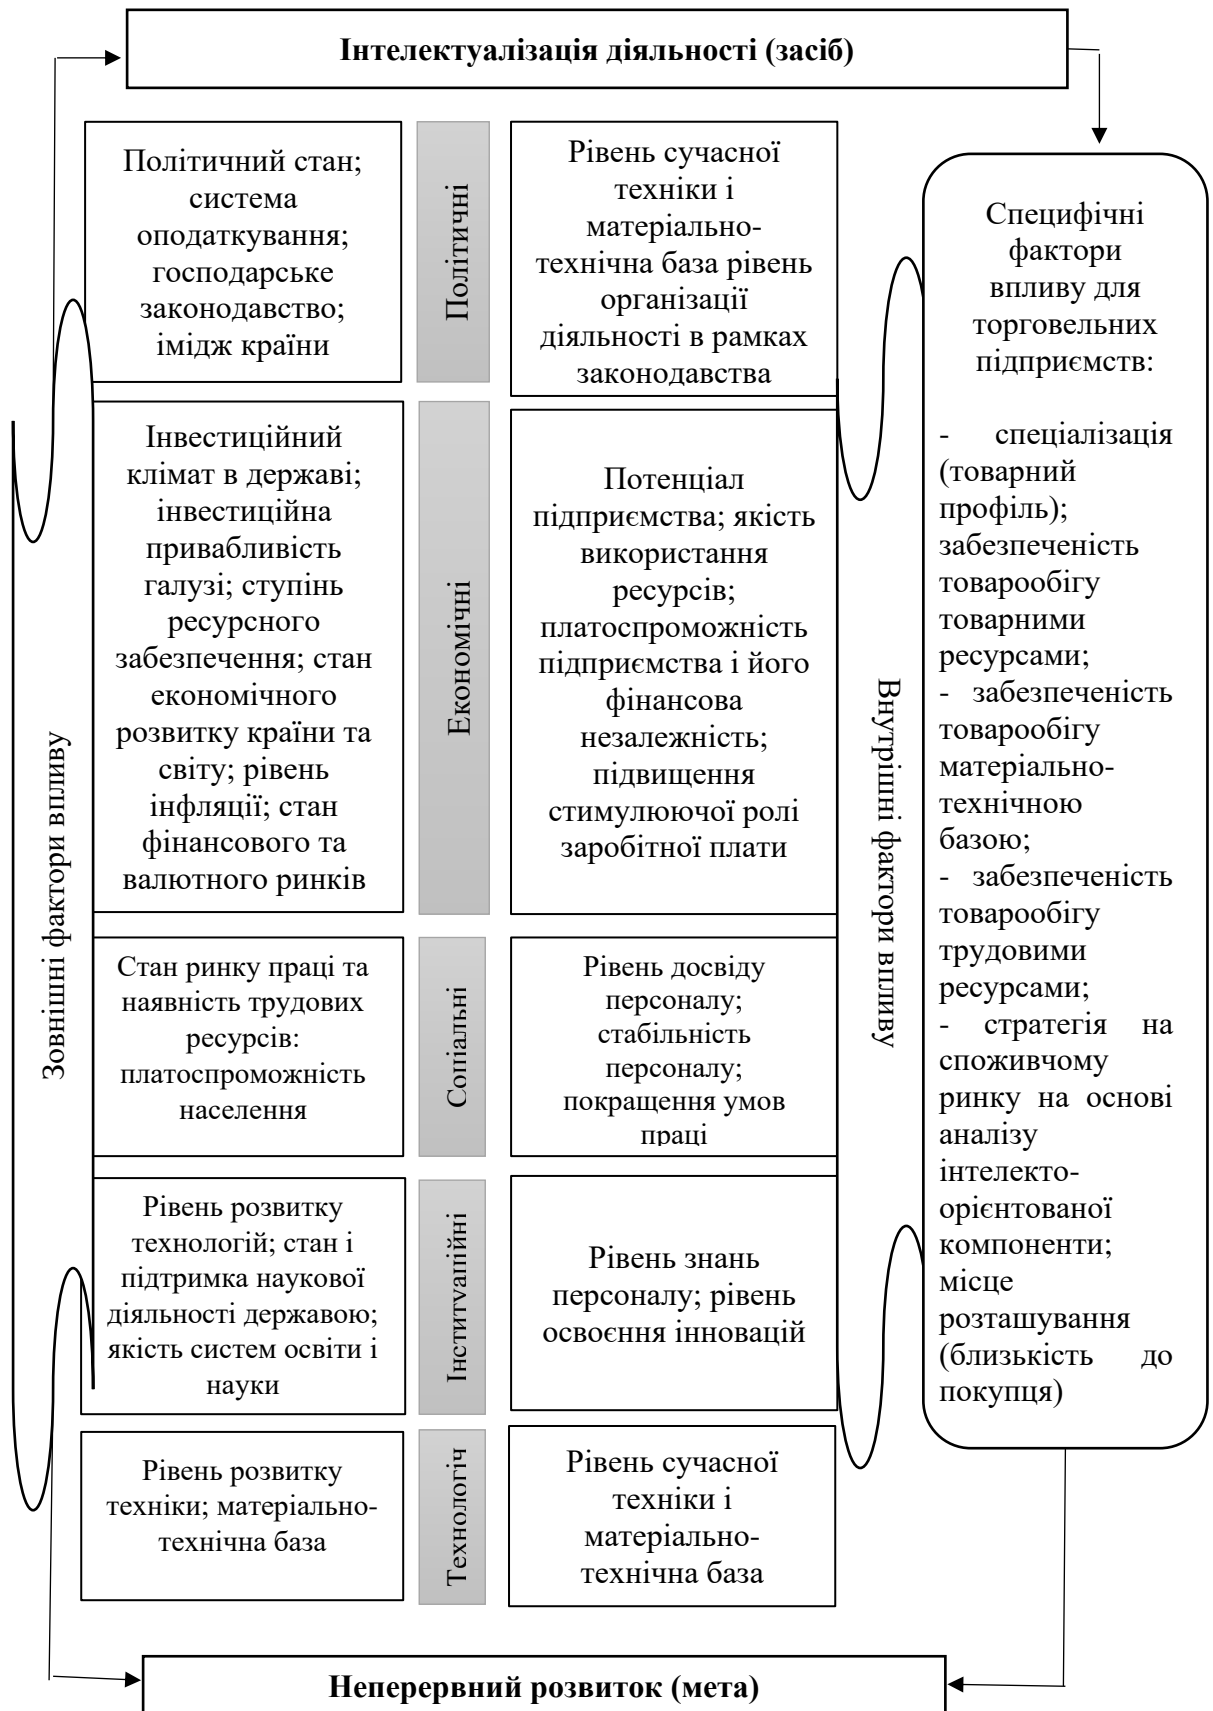 Інтелектуалізація діяльності (засіб)
Політичний стан;
система
оподаткування;
господарське
законодавство;
імідж країни
Політичні
Рівень сучасної
техніки і
матеріально-
технічна база рівень
організації
діяльності в рамках
законодавства
Інвестиційний
клімат в державі;
інвестиційна
привабливість
галузі; ступінь
ресурсного
забезпечення; стан
економічного
розвитку країни та
світу; рівень
інфляції; стан
фінансового та
валютного ринків
Економічні
Потенціал
підприємства; якість
використання
ресурсів;
платоспроможність
підприємства і його
фінансова
незалежність;
підвищення
стимулюючої ролі
заробітної плати
Стан ринку праці та
наявність трудових
ресурсів:
платоспроможність
населення
Соціальні
Рівень досвіду
персоналу;
стабільність
персоналу;
покращення умов
праці
Рівень розвитку
технологій; стан і
підтримка наукової
діяльності державою;
якість систем освіти і
науки
Інституційні
Рівень знань
персоналу; рівень
освоєння інновацій
Рівень розвитку
техніки; матеріально-
технічна база
Технологіч
Рівень сучасної
техніки і
матеріально-
технічна база
Зовнішні фактори впливу
Внутрішні фактори впливу
Специфічні
фактори
впливу для
торговельних
підприємств:
- спеціалізація
(товарний
профіль);
забезпеченість
товарообігу
товарними
ресурсами;
- забезпеченість
товарообігу
матеріально-
технічною
базою;
- забезпеченість
товарообігу
трудовими
ресурсами;
- стратегія на
споживчому
ринку на основі
аналізу
інтелекто-
орієнтованої
компоненти;
місце
розташування
(близькість до
покупця)
Неперервний розвиток (мета)